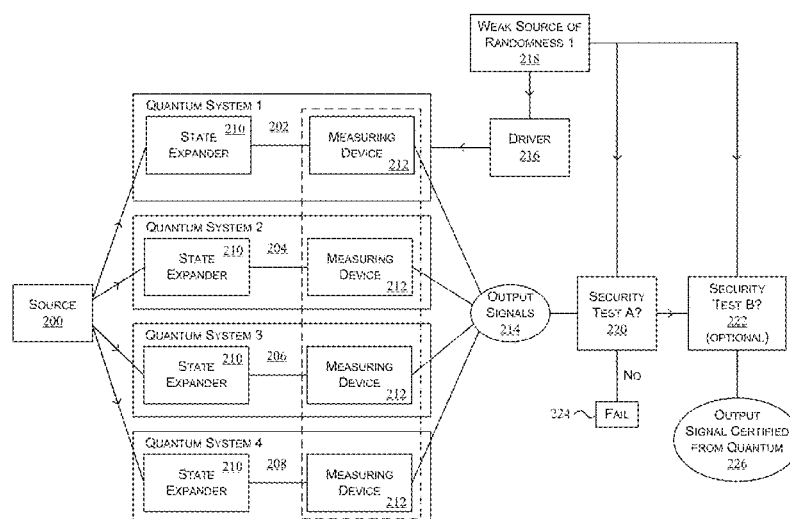 WEAK SOURCE OF
RANDOMNESS 1
218
DRIVER
216
SOURCE
200
QUANTUM SYSTEM 1
STATE
EXPANDER
210
202
MEASURING
DEVICE
212
QUANTUM SYSTEM 2
STATE
EXPANDER
210
204
MEASURING
DEVICE
212
QUANTUM SYSTEM 3
STATE
EXPANDER
210
206
MEASURING
DEVICE
212
QUANTUM SYSTEM 4
STATE
EXPANDER
210
208
MEASURING
DEVICE
212
OUTPUT
SIGNALS
214
SECURITY
TEST A?
220
SECURITY
TEST B?
222
(OPTIONAL)
NO
224
FAIL
OUTPUT
SIGNAL CERTIFIED
FROM QUANTUM
226